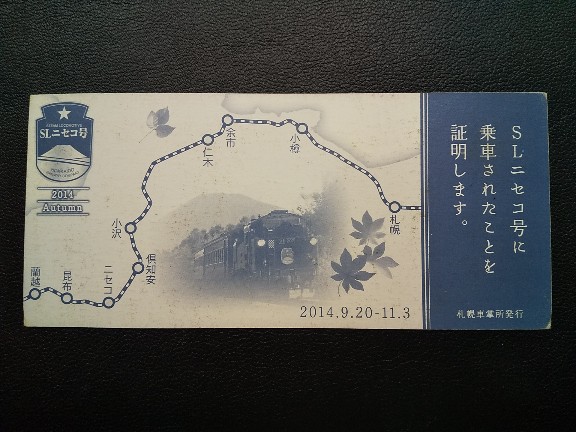 STEAM LOCOMOTIVE
SLニセコ号
HOKKAIDO
2014
Autumn
蘭越
昆布
ニセコ
倶知安
小沢
仁木
余市
小樽
札幌
2014.9.20-11.3
SLニセコ号に
乗車されたことを
証明します。
札幌車掌所発行